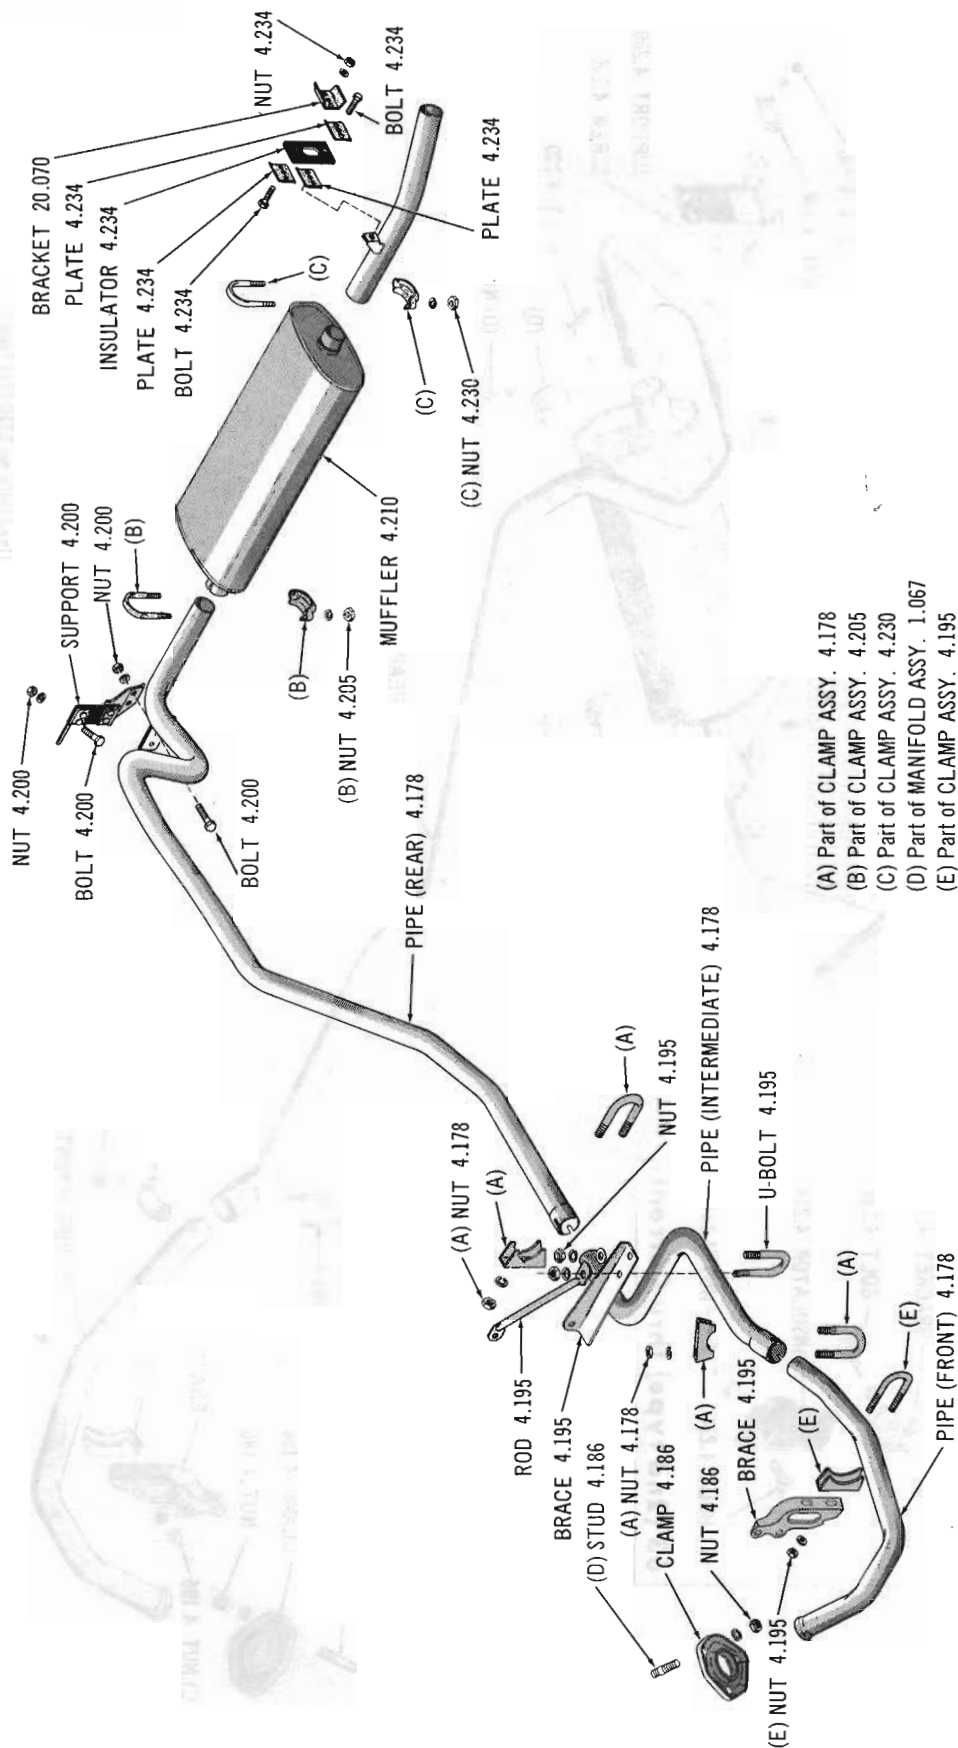 NUT 4.200
SUPPORT 4.200
NUT 4.200
(B)
BOLT 4.200
BOLT 4.200
BRACKET 20.070
PLATE 4.234
INSULATOR 4.234
PLATE 4.234
BOLT 4.234
NUT 4.234
BOLT 4.234
(C)
PLATE 4.234
(C)
(C) NUT 4.230
MUFFLER 4.210
(B)
(B) NUT 4.205
PIPE (REAR) 4.178
(A) NUT 4.178
(A)
(A)
NUT 4.195
PIPE (INTERMEDIATE) 4.178
U-BOLT 4.195
ROD 4.195
BRACE 4.195
(D) STUD 4.186
(A) NUT 4.178
CLAMP 4.186
(A)
NUT 4.186
BRACE 4.195
(E)
(A)
(E)
PIPE (FRONT) 4.178
(E) NUT 4.195
(A) Part of CLAMP ASSY. 4.178
(B) Part of CLAMP ASSY. 4.205
(C) Part of CLAMP ASSY. 4.230
(D) Part of MANIFOLD ASSY. 1.067
(E) Part of CLAMP ASSY. 4.195